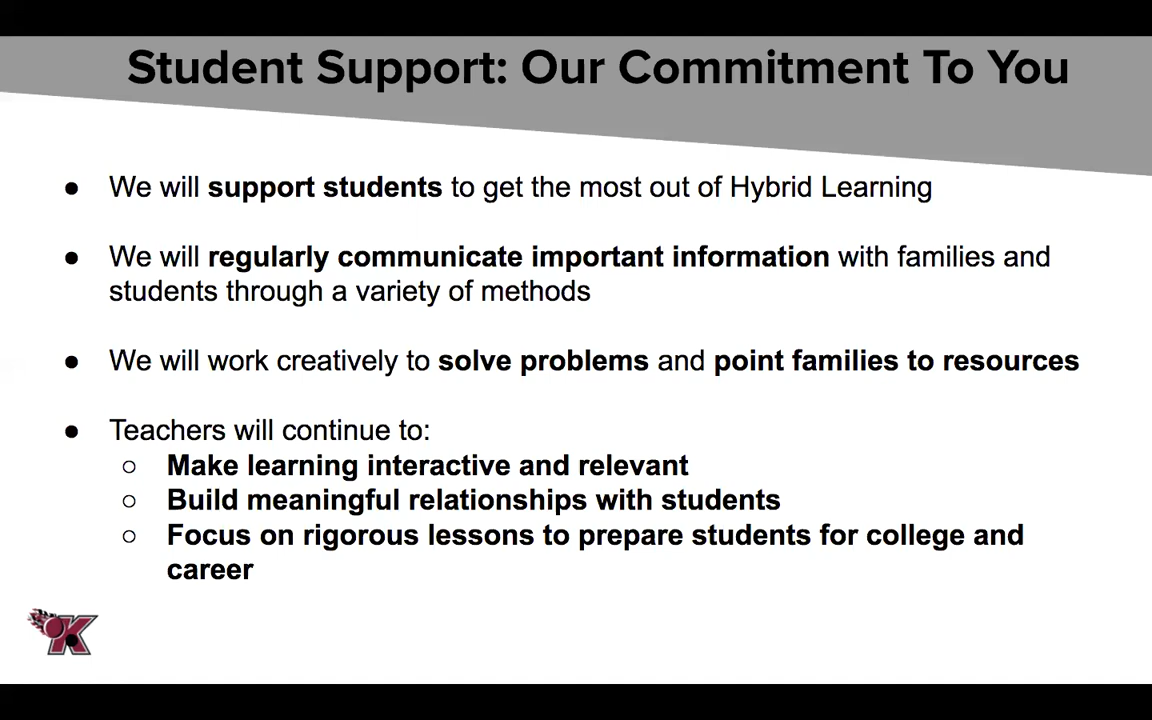 Student Support: Our Commitment To You
● We will support students to get the most out of Hybrid Learning
● We will regularly communicate important information with families and
students through a variety of methods
● We will work creatively to solve problems and point families to resources
● Teachers will continue to:
○ Make learning interactive and relevant
○ Build meaningful relationships with students
○ Focus on rigorous lessons to prepare students for college and
career
K